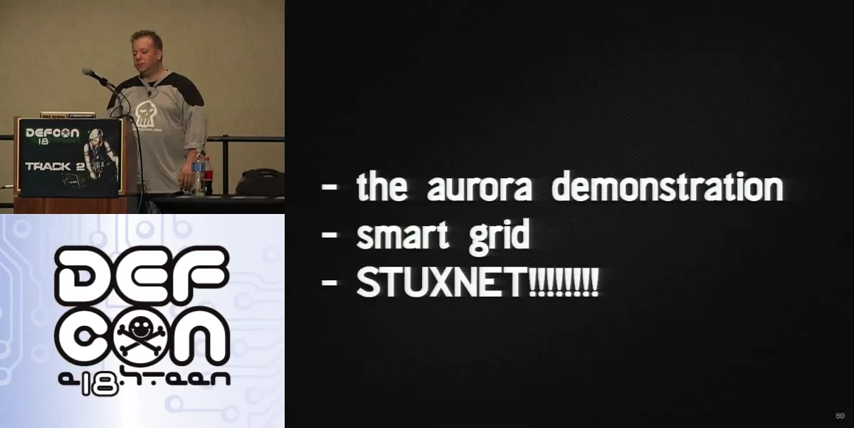 DEFCON
18
TRACK 2
- the aurora demonstration
- smart grid
- STUXNET!!!!!!!!
DEF
CON
e18hteen